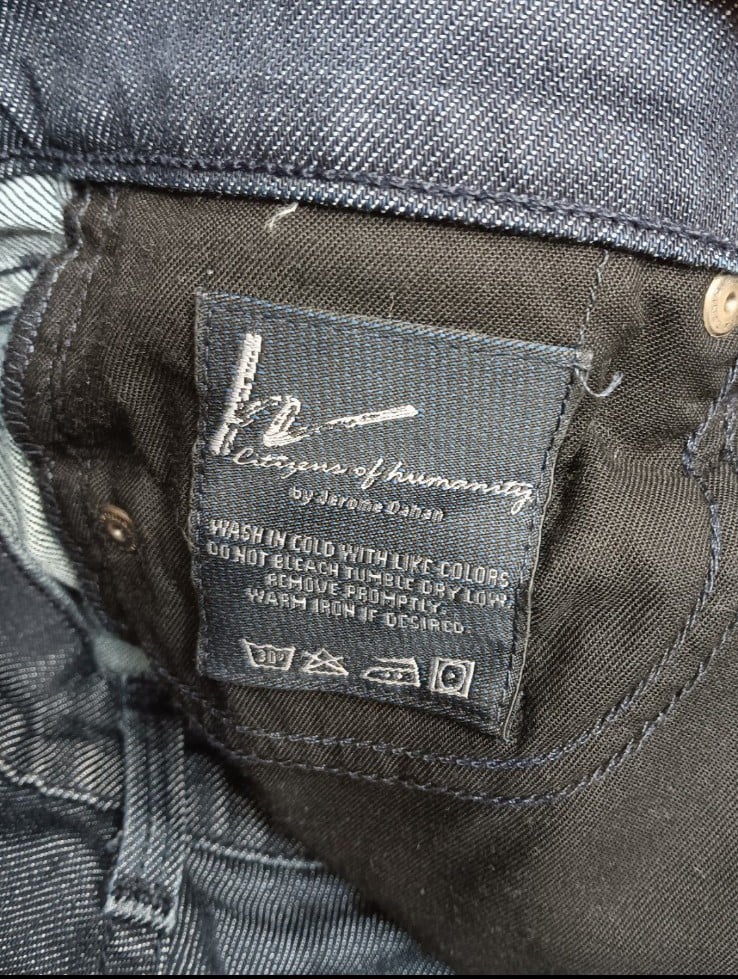 Citizens of humanity
by Jerome Dahan
WASH IN COLD WITH LIKE COLORS
DO NOT BLEACH TUMBLE DRY LOW
REMOVE PROMPTLY.
WARM IRON IF DESIRED.
30°